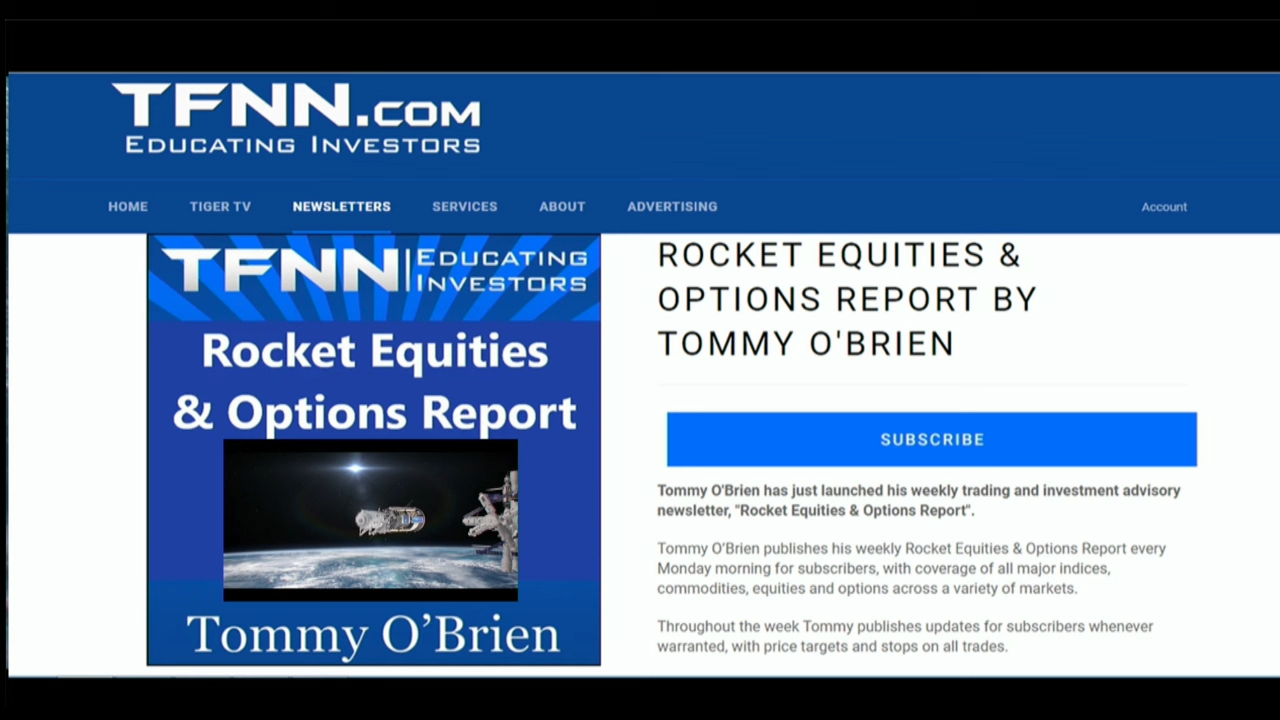 TFNN.COM
EDUCATING INVESTORS
HOME TIGER TV NEWSLETTERS SERVICES ABOUT ADVERTISING Account
TFNN EDUCATING
INVESTORS
Rocket Equities
& Options Report
Tommy O’Brien
ROCKET EQUITIES &
OPTIONS REPORT BY
TOMMY O'BRIEN
SUBSCRIBE
Tommy O'Brien has just launched his weekly trading and investment advisory
newsletter, "Rocket Equities & Options Report".
Tommy O’Brien publishes his weekly Rocket Equities & Options Report every
Monday morning for subscribers, with coverage of all major indices,
commodities, equities and options across a variety of markets.
Throughout the week Tommy publishes updates for subscribers whenever
warranted, with price targets and stops on all trades.